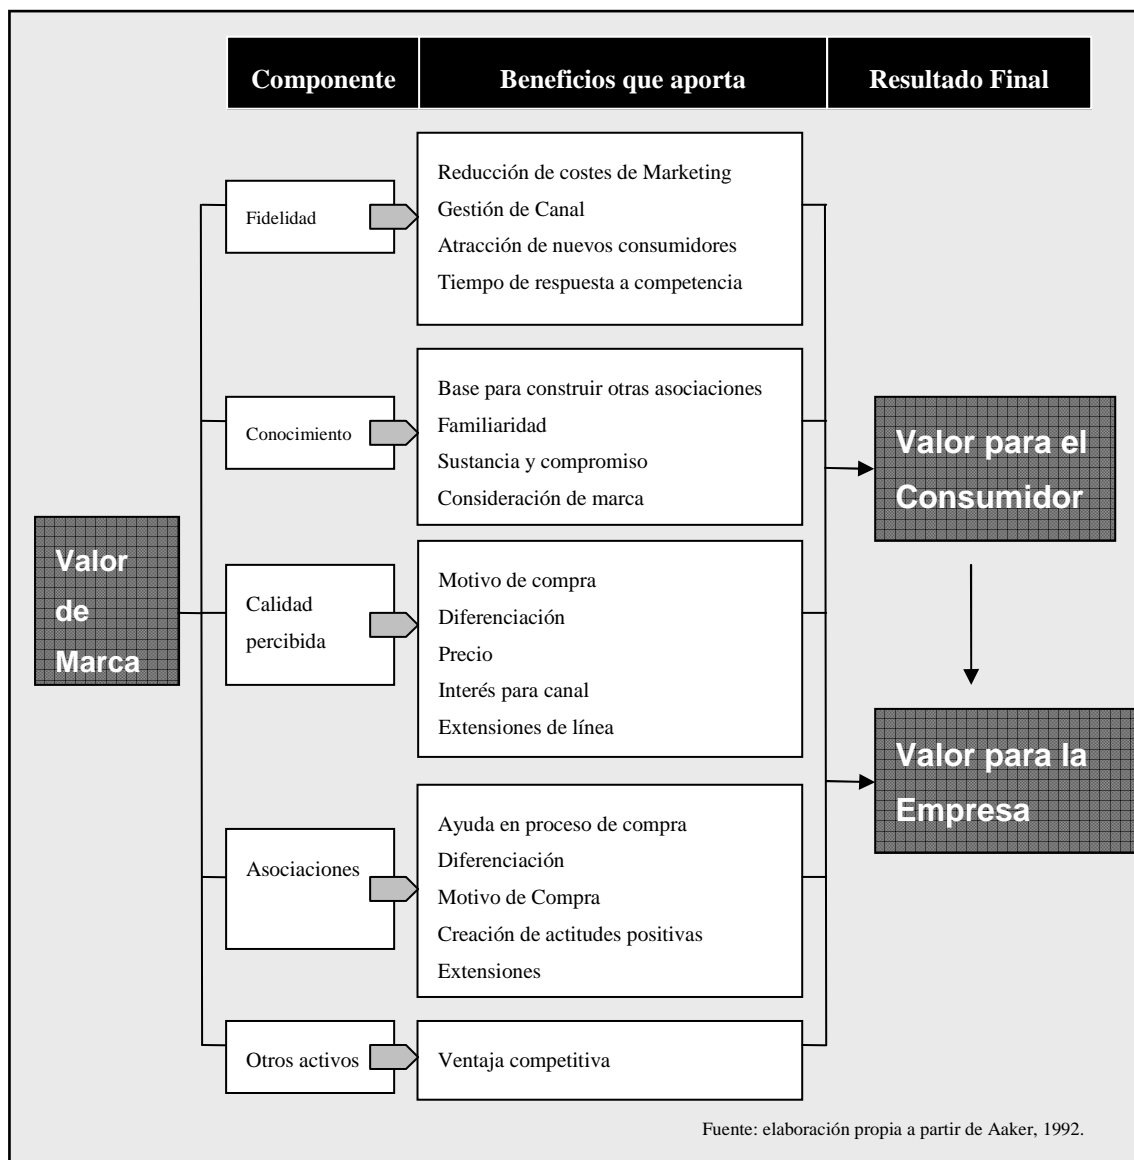 Componente
Beneficios que aporta
Resultado Final
Fidelidad
Reducción de costes de Marketing
Gestión de Canal
Atracción de nuevos consumidores
Tiempo de respuesta a competencia
Conocimiento
Base para construir otras asociaciones
Familiaridad
Sustancia y compromiso
Consideración de marca
Valor
de
Marca
Calidad
percibida
Motivo de compra
Diferenciación
Precio
Interés para canal
Extensiones de línea
Asociaciones
Ayuda en proceso de compra
Diferenciación
Motivo de Compra
Creación de actitudes positivas
Extensiones
Otros activos
Ventaja competitiva
Valor para el
Consumidor
Valor para la
Empresa
Fuente: elaboración propia a partir de Aaker, 1992.